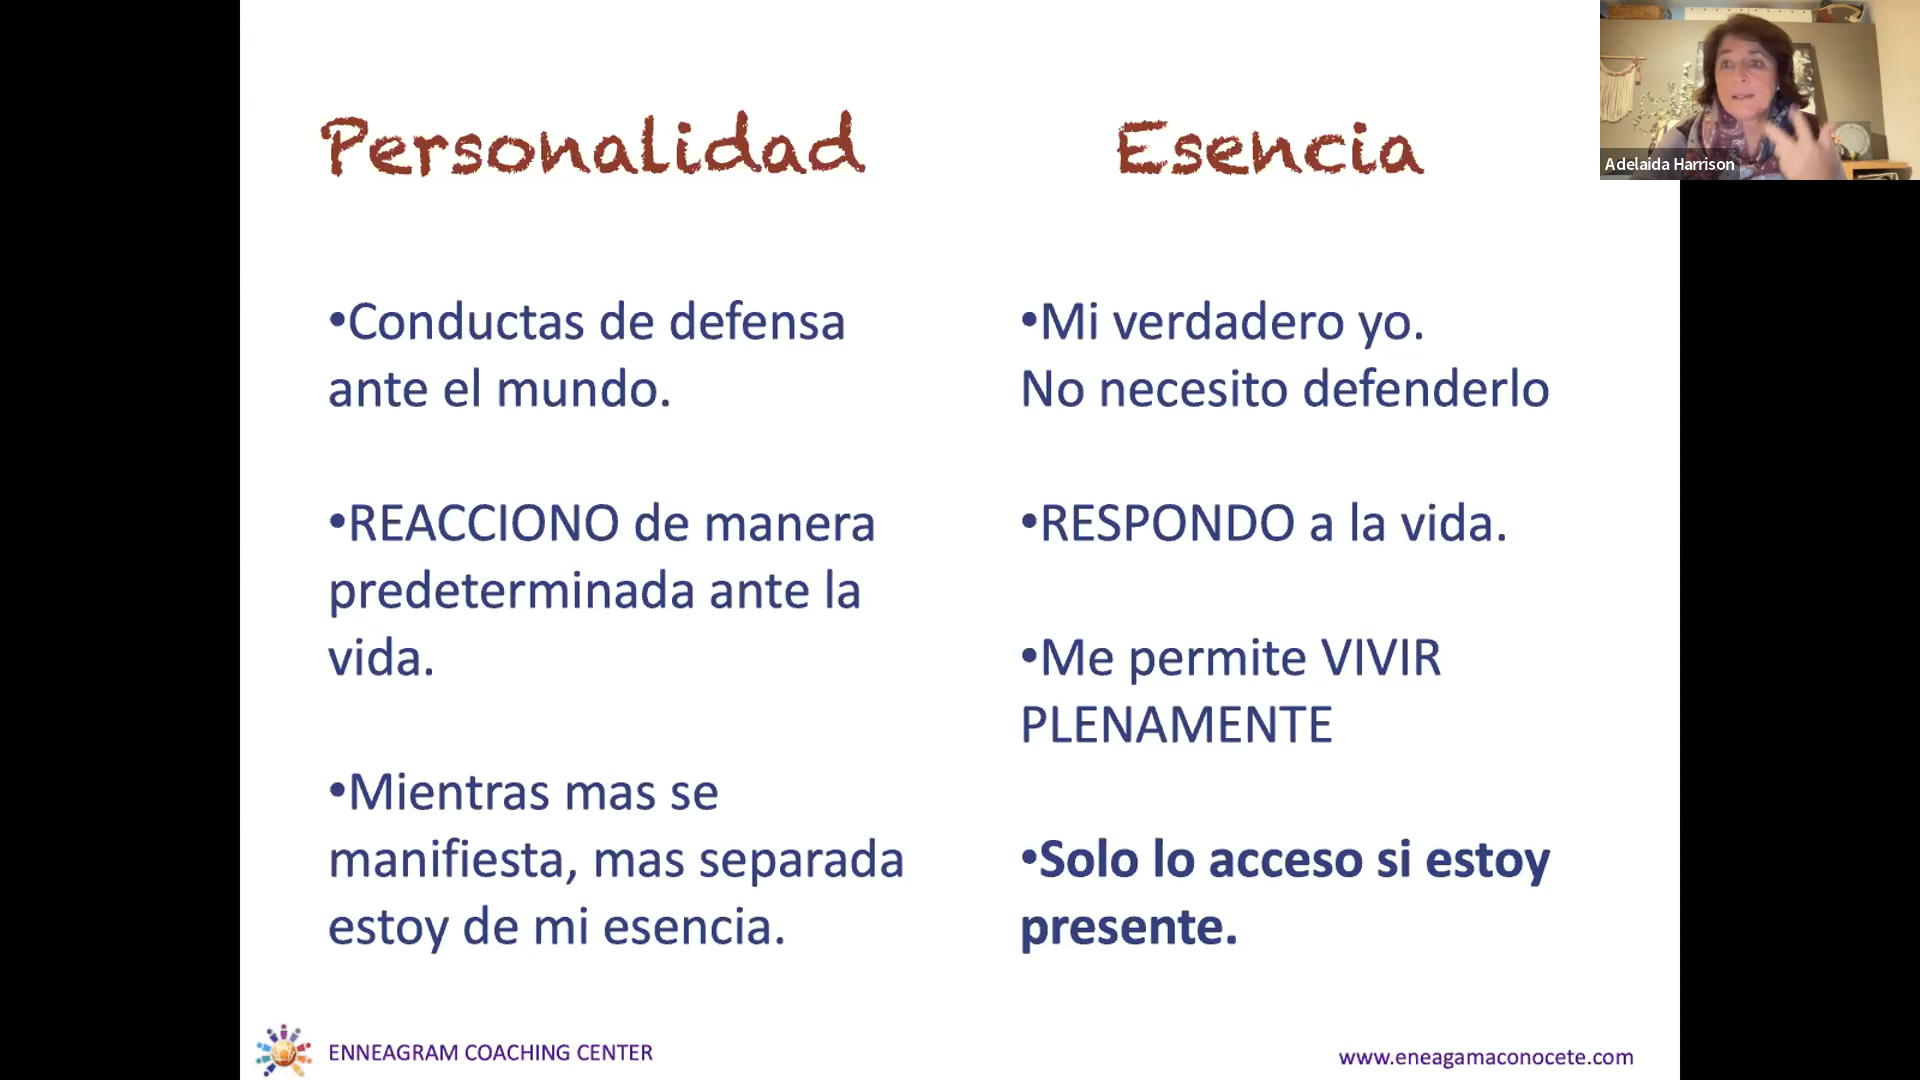 Personalidad
Esencia
•Conductas de defensa
ante el mundo.
•REACCIONO de manera
predeterminada ante la
vida.
•Mientras mas se
manifiesta, mas separada
estoy de mi esencia.
•Mi verdadero yo.
No necesito defenderlo
•RESPONDO a la vida.
•Me permite VIVIR
PLENAMENTE
•Solo lo acceso si estoy
presente.
ENNEAGRAM COACHING CENTER
www.eneagamaconocete.com
Adelaida Harrison